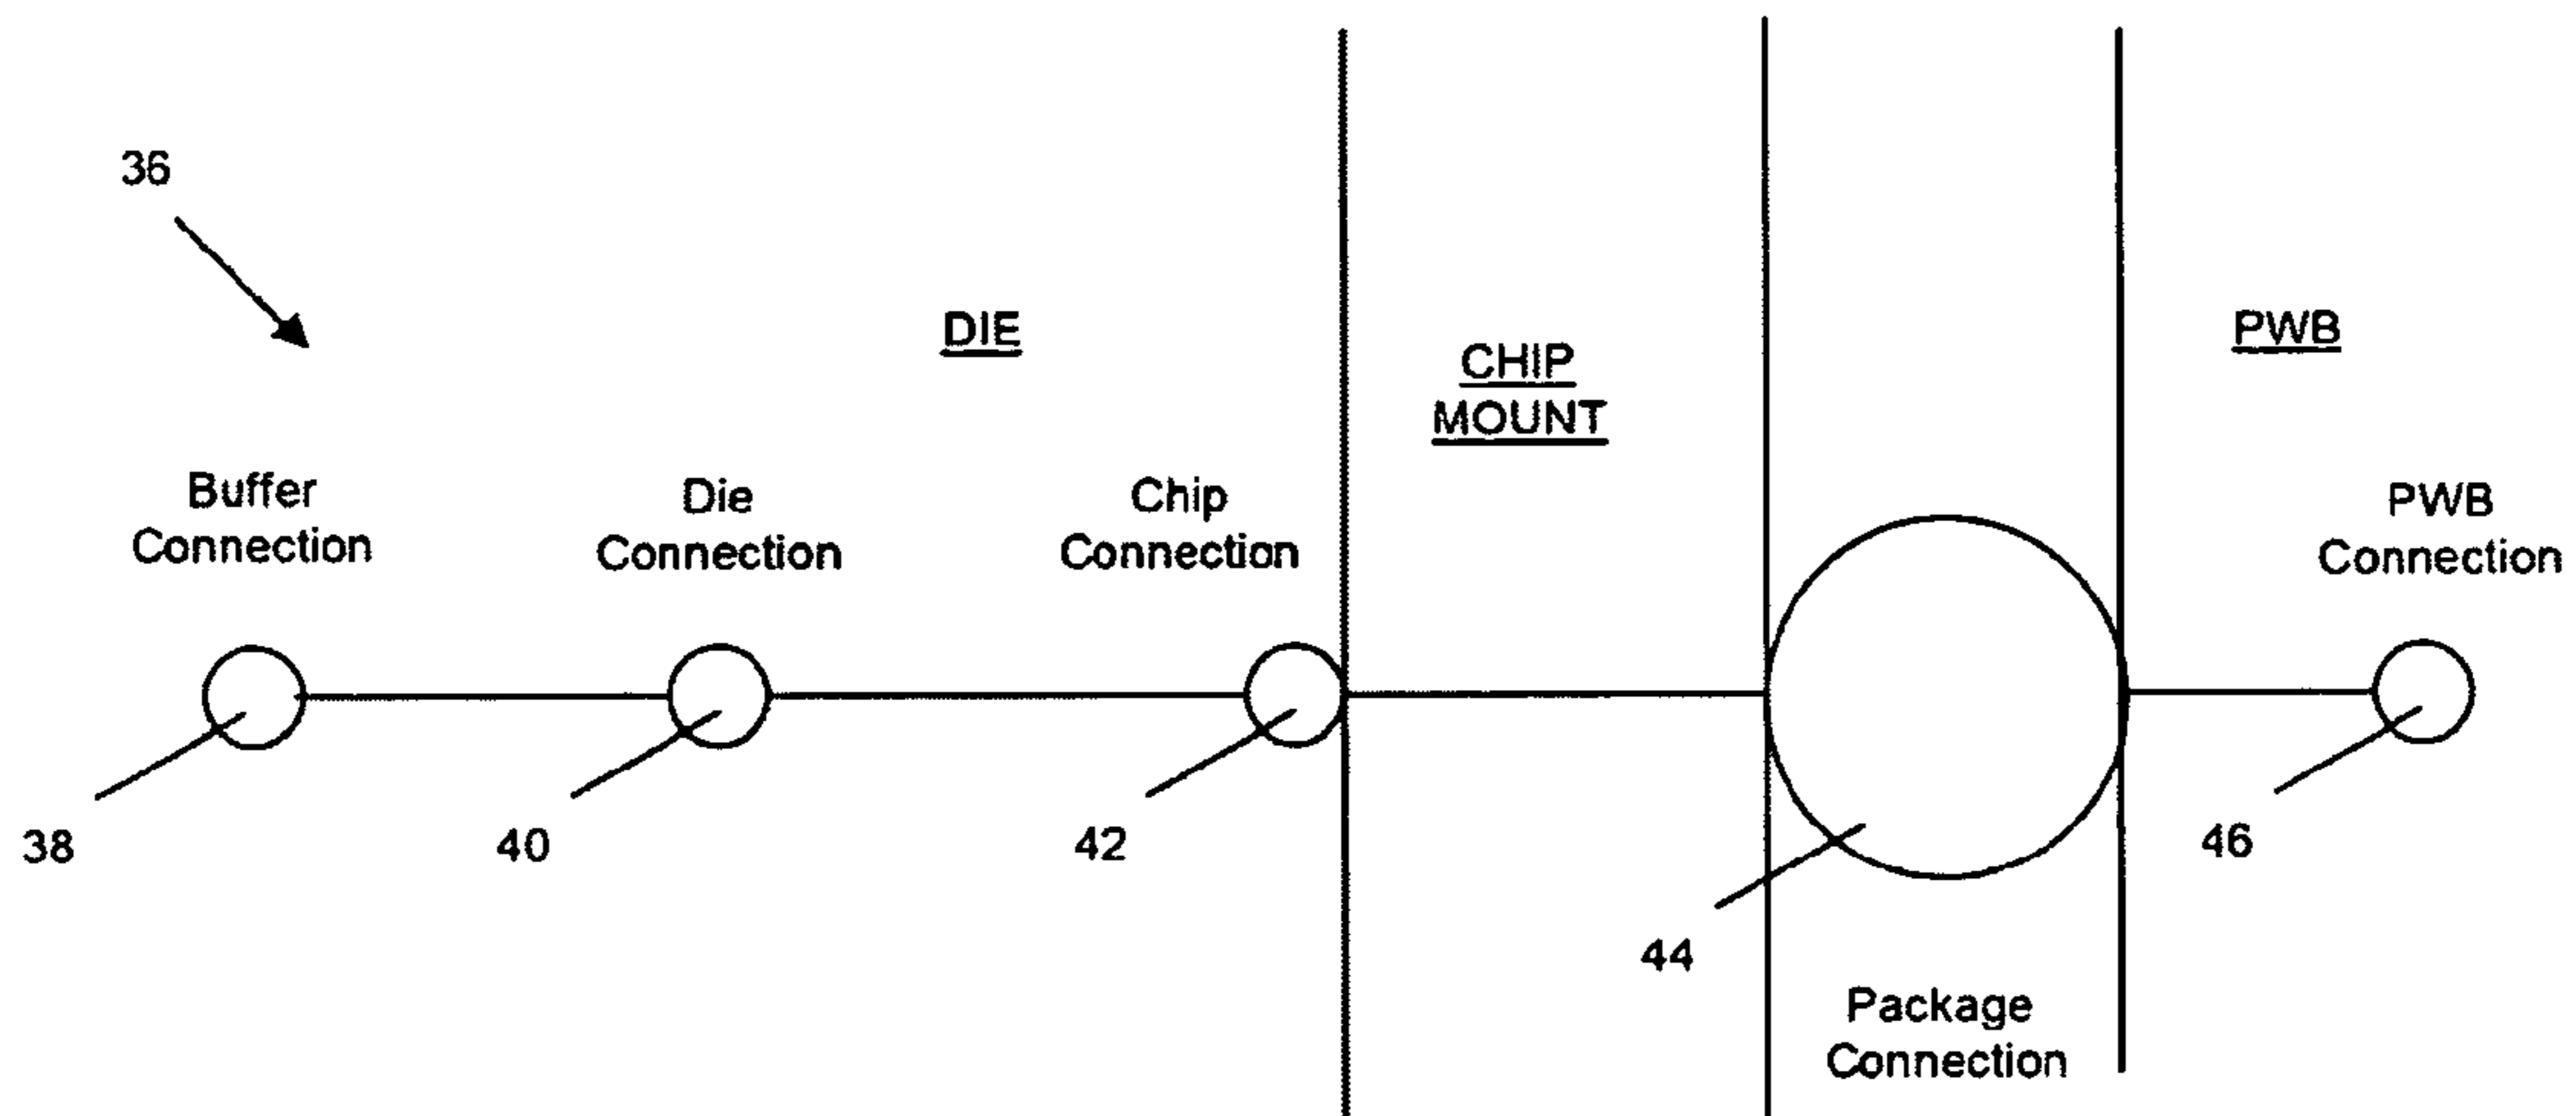 36
DIE
CHIP
MOUNT
PWB
Buffer
Connection
Die
Connection
Chip
Connection
PWB
Connection
38
40
42
44
46
Package
Connection